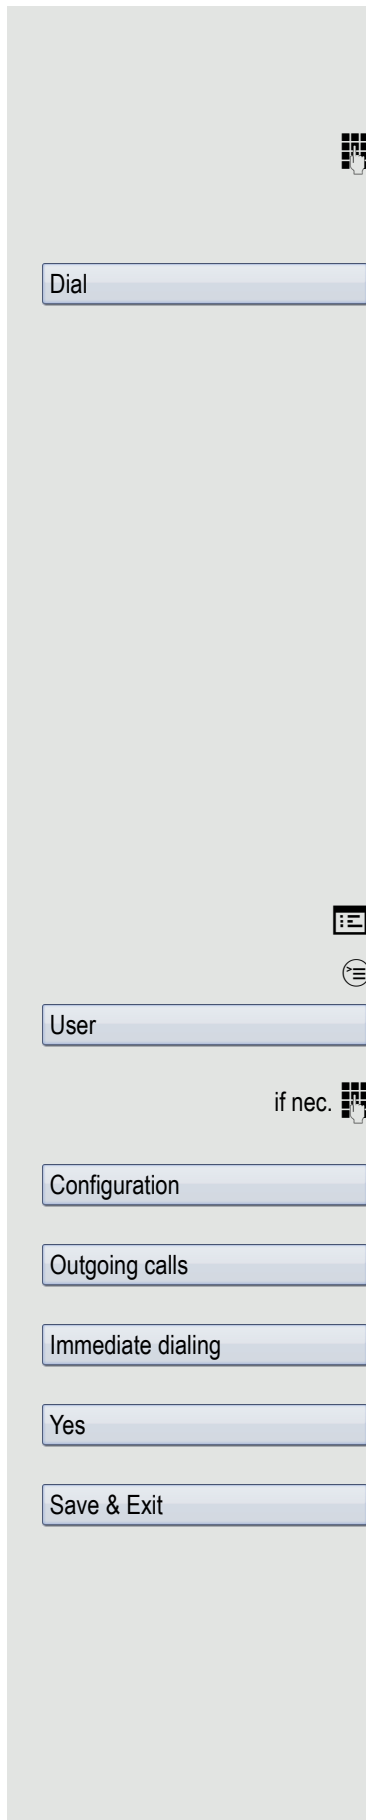 Dial
User
if nec.
Configuration
Outgoing calls
Immediate dialing
Yes
Save & Exit